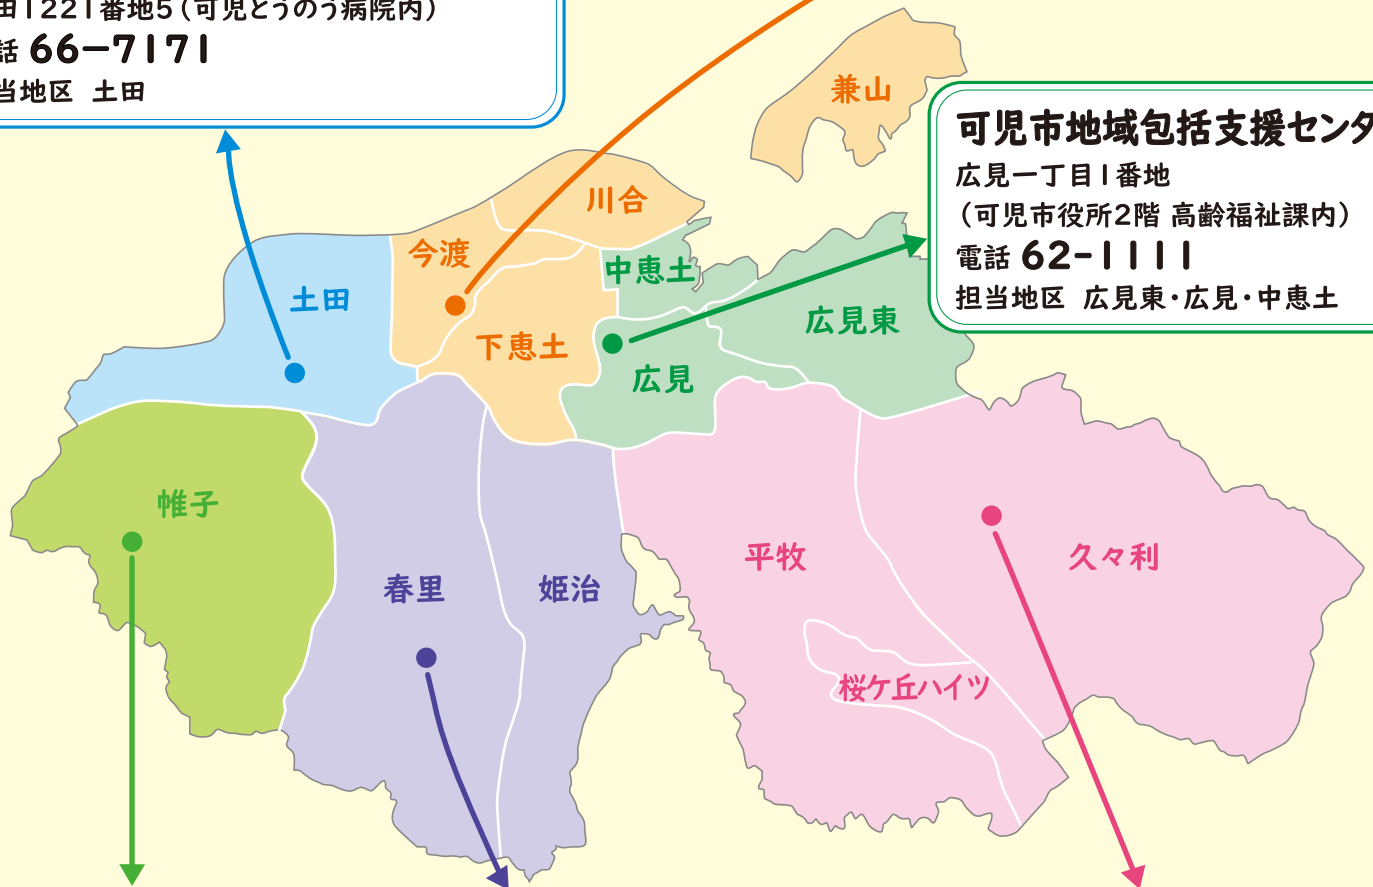 田1221番地5（可児とうのう病院内）
話 66−7171
当地区 土田
兼山
可児市地域包括支援センタ
広見一丁目1番地
（可児市役所2階 高齢福祉課内）
電話 62-1111
担当地区 広見東・広見・中恵土
川合
今渡
中恵土
土田
広見東
下恵土
広見
帷子
平牧
久々利
春里
姫治
桜ケ丘ハイツ